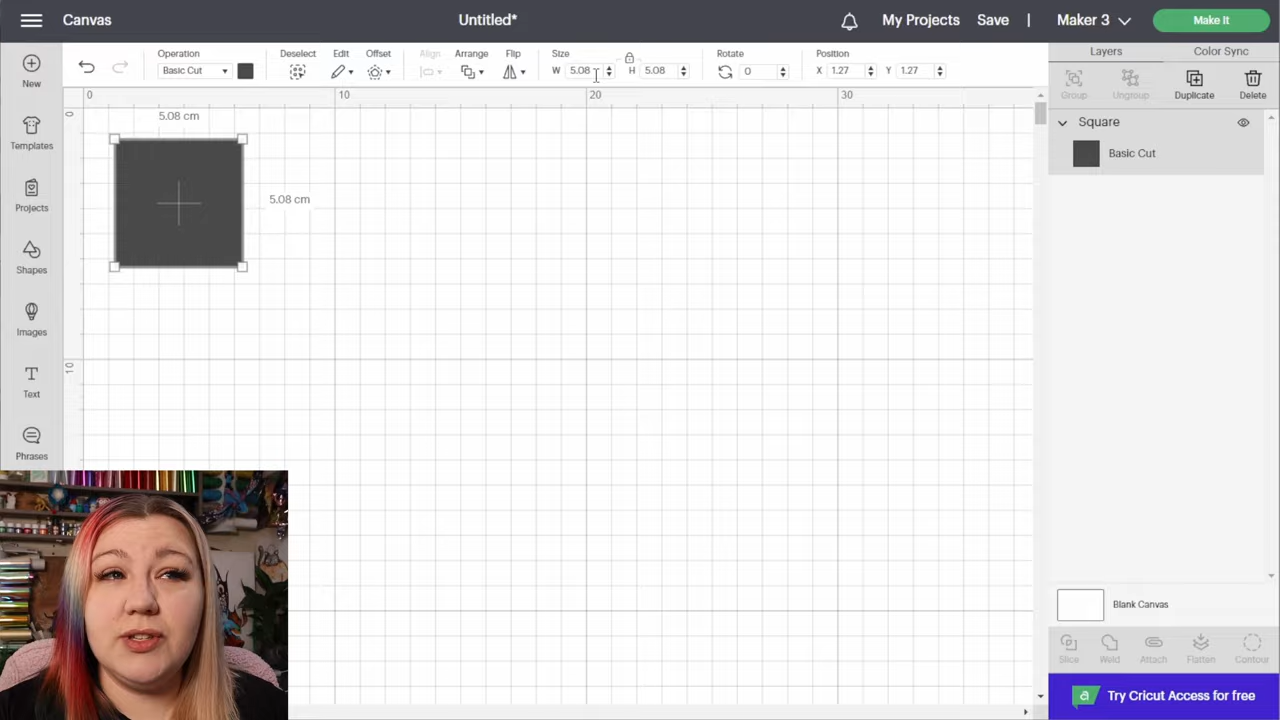 Canvas
Untitled*
My Projects
Save
|
Maker 3
Make It
Operation
Basic Cut
Deselect
Edit
Offset
Align
Arrange
Flip
Size
W 5.08
H 5.08
Rotate
0
Position
X 1.27
Y 1.27
Layers
Color Sync
New
Templates
Projects
Shapes
Images
Text
Phrases
0
10
20
30
0
10
5.08 cm
5.08 cm
Group
Ungroup
Duplicate
Delete
Square
Basic Cut
Blank Canvas
Slice
Weld
Attach
Flatten
Contour
a
Try Cricut Access for free